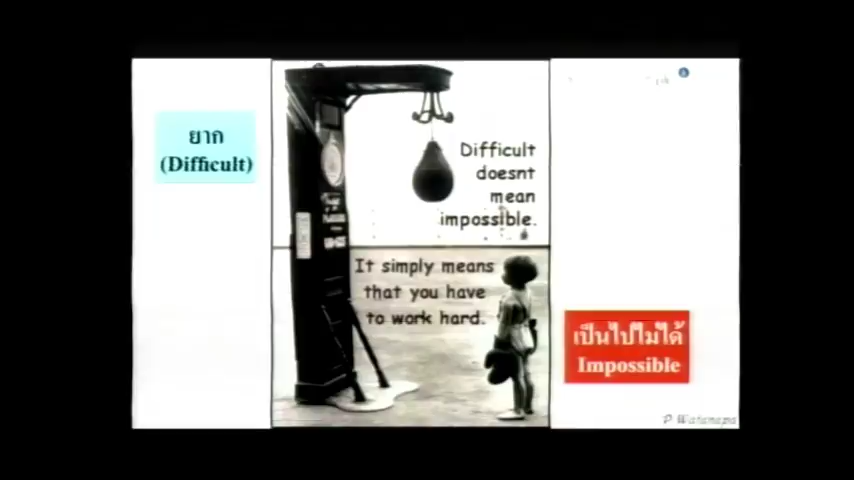 ยาก
(Difficult)
Difficult
doesnt
mean
impossible.
It simply means
that you have
to work hard.
เป็นไปไม่ได้
Impossible
P Watanapa